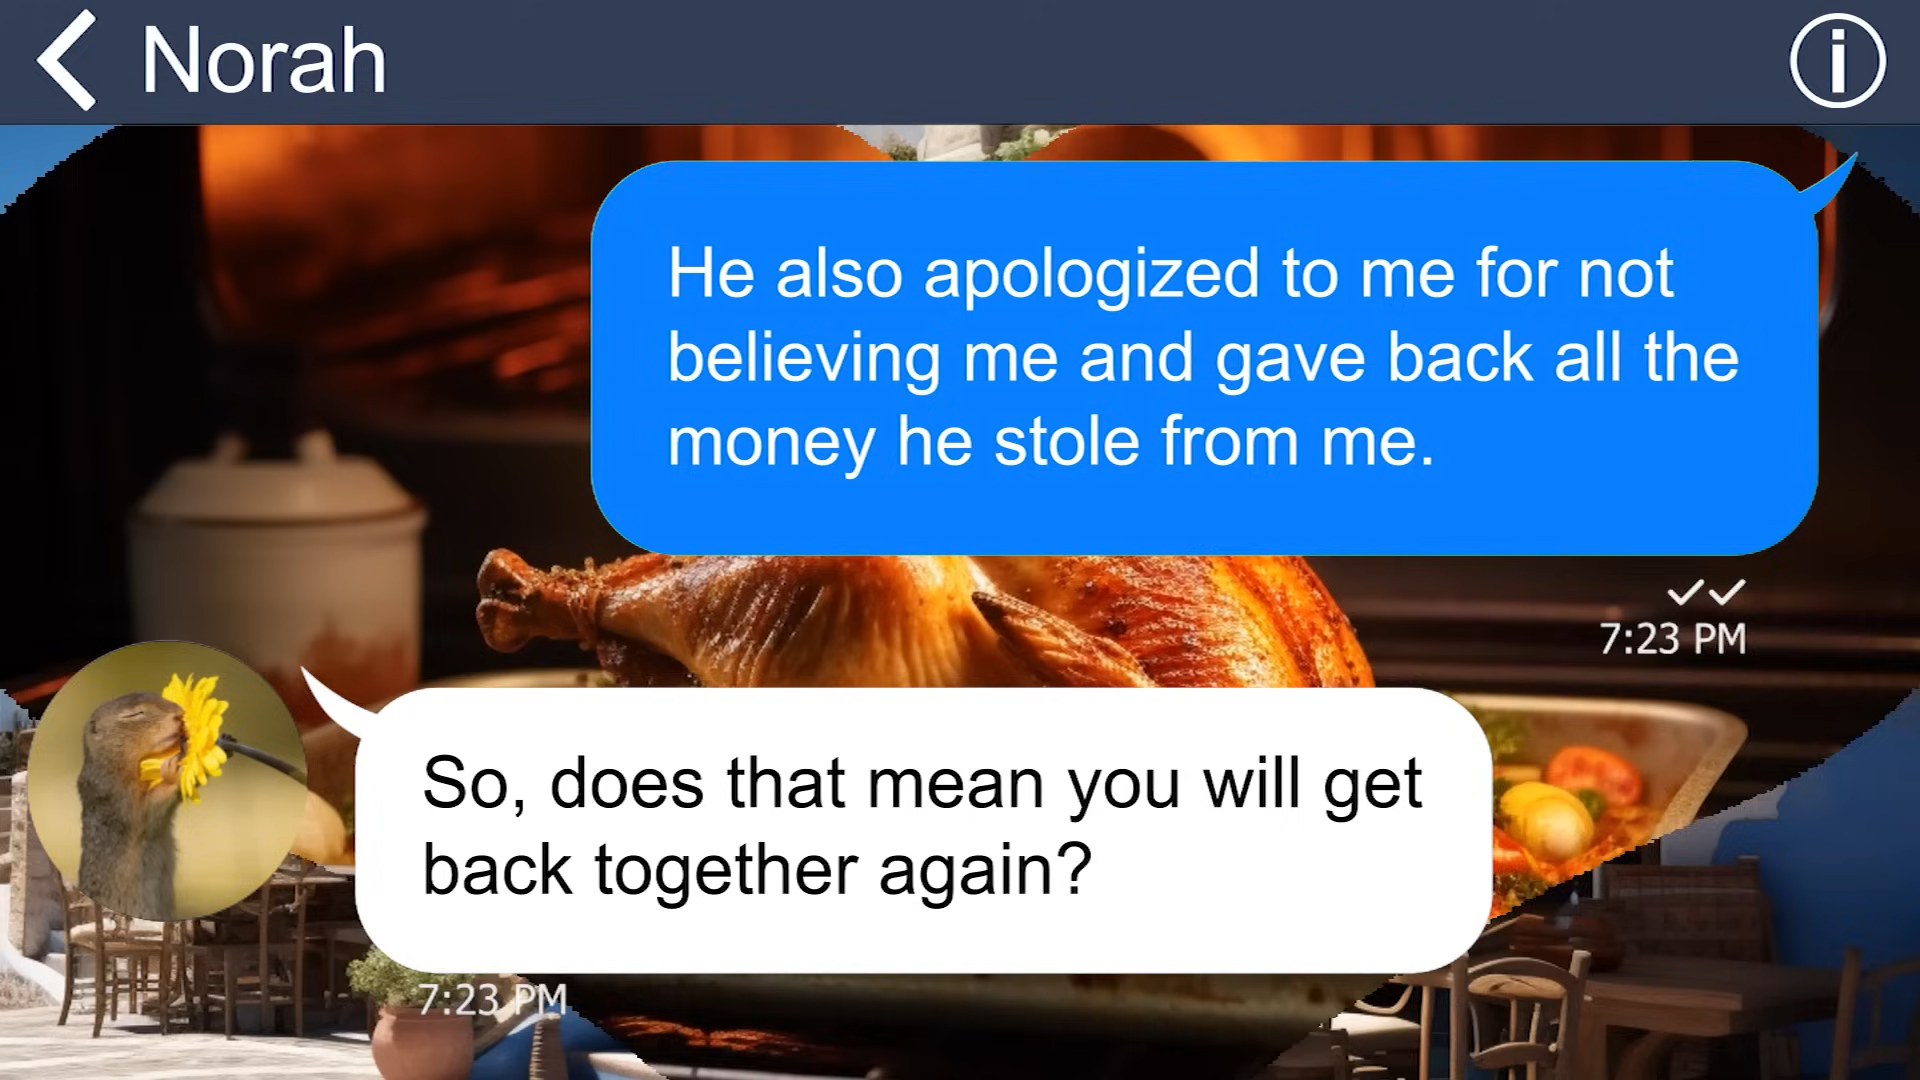 Norah
He also apologized to me for not
believing me and gave back all the
money he stole from me.
7:23 PM
So, does that mean you will get
back together again?
7:23 PM